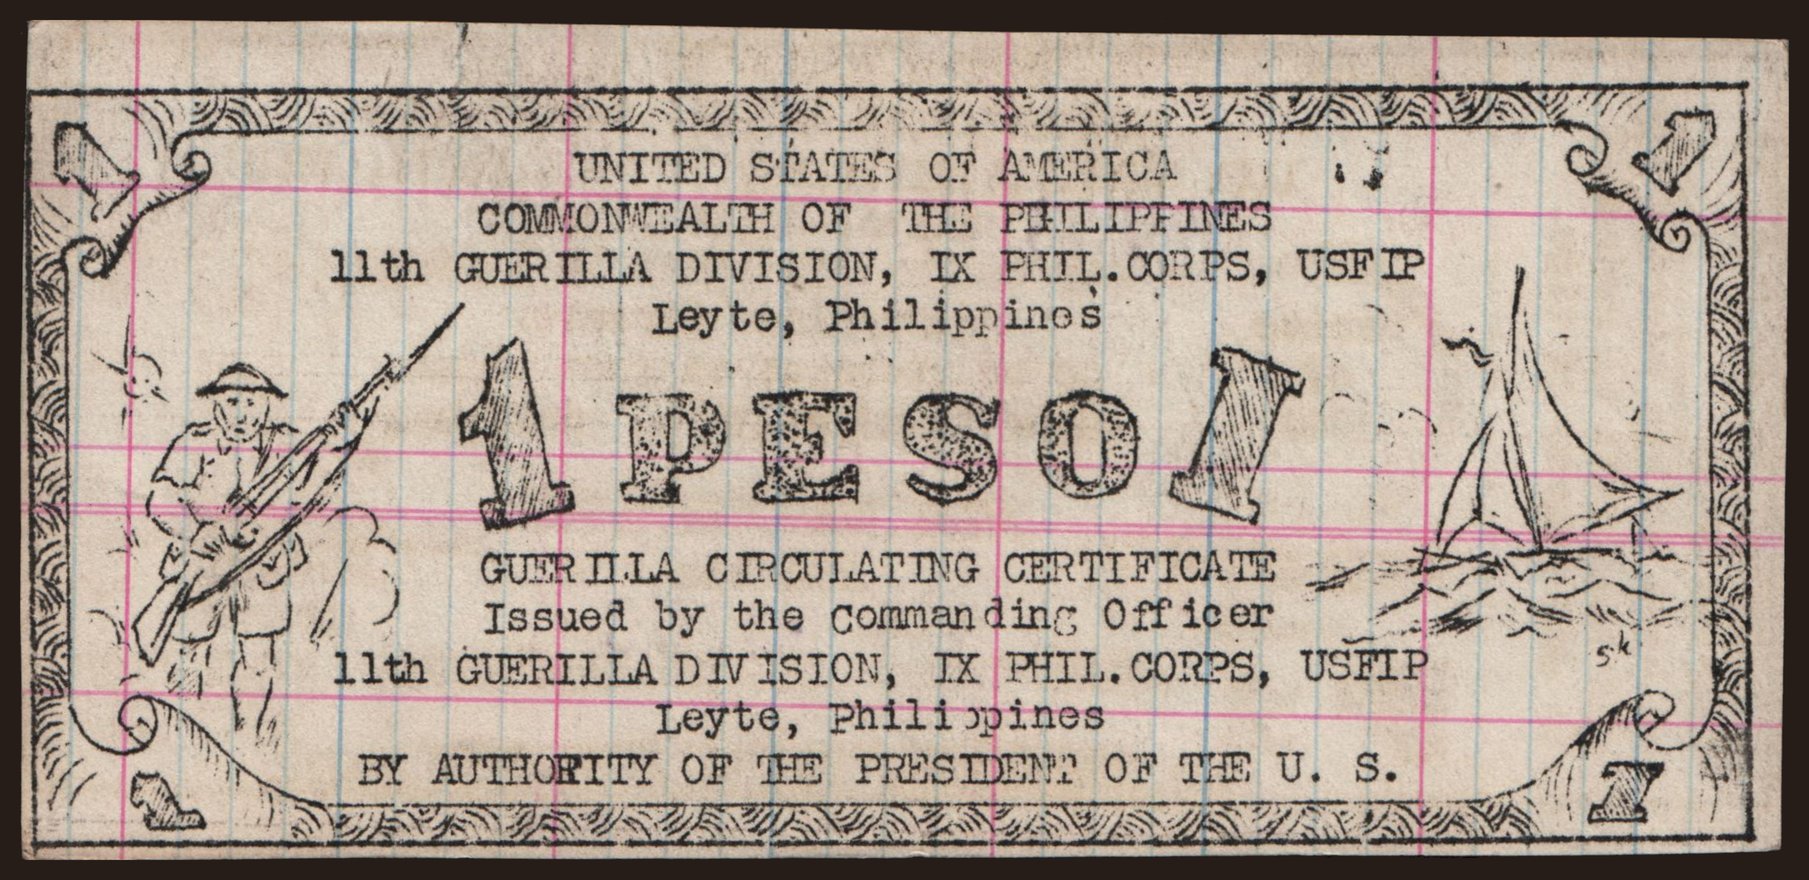 1 1
UNITED STATES OF AMERICA
COMMONWEALTH OF THE PHILIPPINES
11th GUERILLA DIVISION, IX PHIL.CORPS, USFIP
Leyte, Philippines
1 PESO 1
GUERILLA CIRCULATING CERTIFICATE
Issued by the Commanding Officer
11th GUERILLA DIVISION, IX PHIL.CORPS, USFIP
sk
Leyte, Philippines
BY AUTHORITY OF THE PRESIDENT OF THE U. S.
1 1